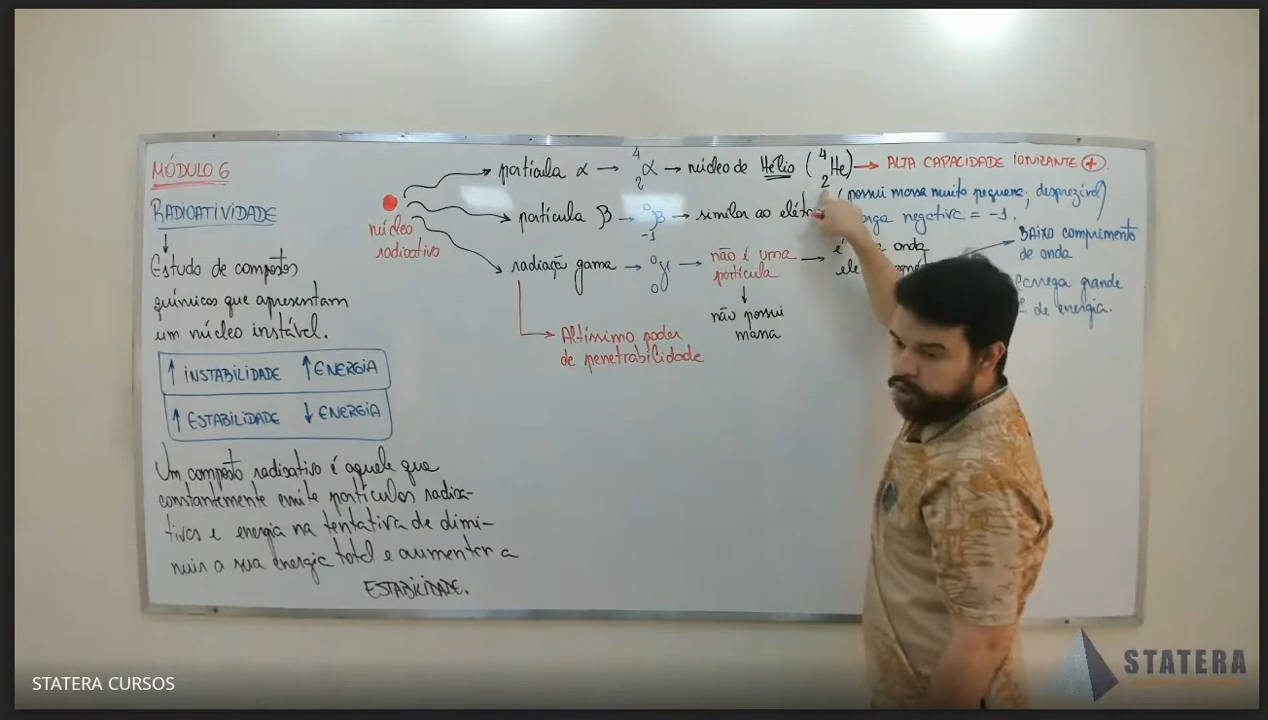 MÓDULO 6
RADIOATIVIDADE
Estudo de compostos
químicos que apresentam
um núcleo instável.
↑ INSTABILIDADE ↑ ENERGIA
↑ ESTABILIDADE ↓ ENERGIA
Um composto radioativo é aquele que
constantemente emite partículas radioa-
tivas e energia na tentativa de dimi-
nuir a sua energia total e aumentar a
ESTABILIDADE.
núcleo
radioativo
partícula α → 4 2 α → núcleo de Hélio ( 4 2 He) → ALTA CAPACIDADE IONIZANTE +
partícula β → 0 -1 β → similar ao
(possui massa muito pequena; desprezível)
negativa = -1.
radiação gama → 0 0 γ → não é uma
partícula
→ é onda
não possui
massa
Altíssimo poder
de penetrabilidade
BAIXO comprimento
de onda
Carrega grande
de energia.
STATERA CURSOS
STATERA